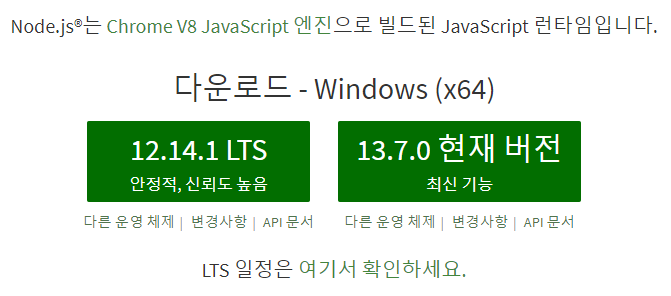 Node.js®는 Chrome V8 JavaScript 엔진으로 빌드된 JavaScript 런타임입니다.
다운로드 - Windows (x64)
12.14.1 LTS
안정적, 신뢰도 높음
다른 운영 체제 | 변경사항 | API 문서
13.7.0 현재 버전
최신 기능
다른 운영 체제 | 변경사항 | API 문서
LTS 일정은 여기서 확인하세요.